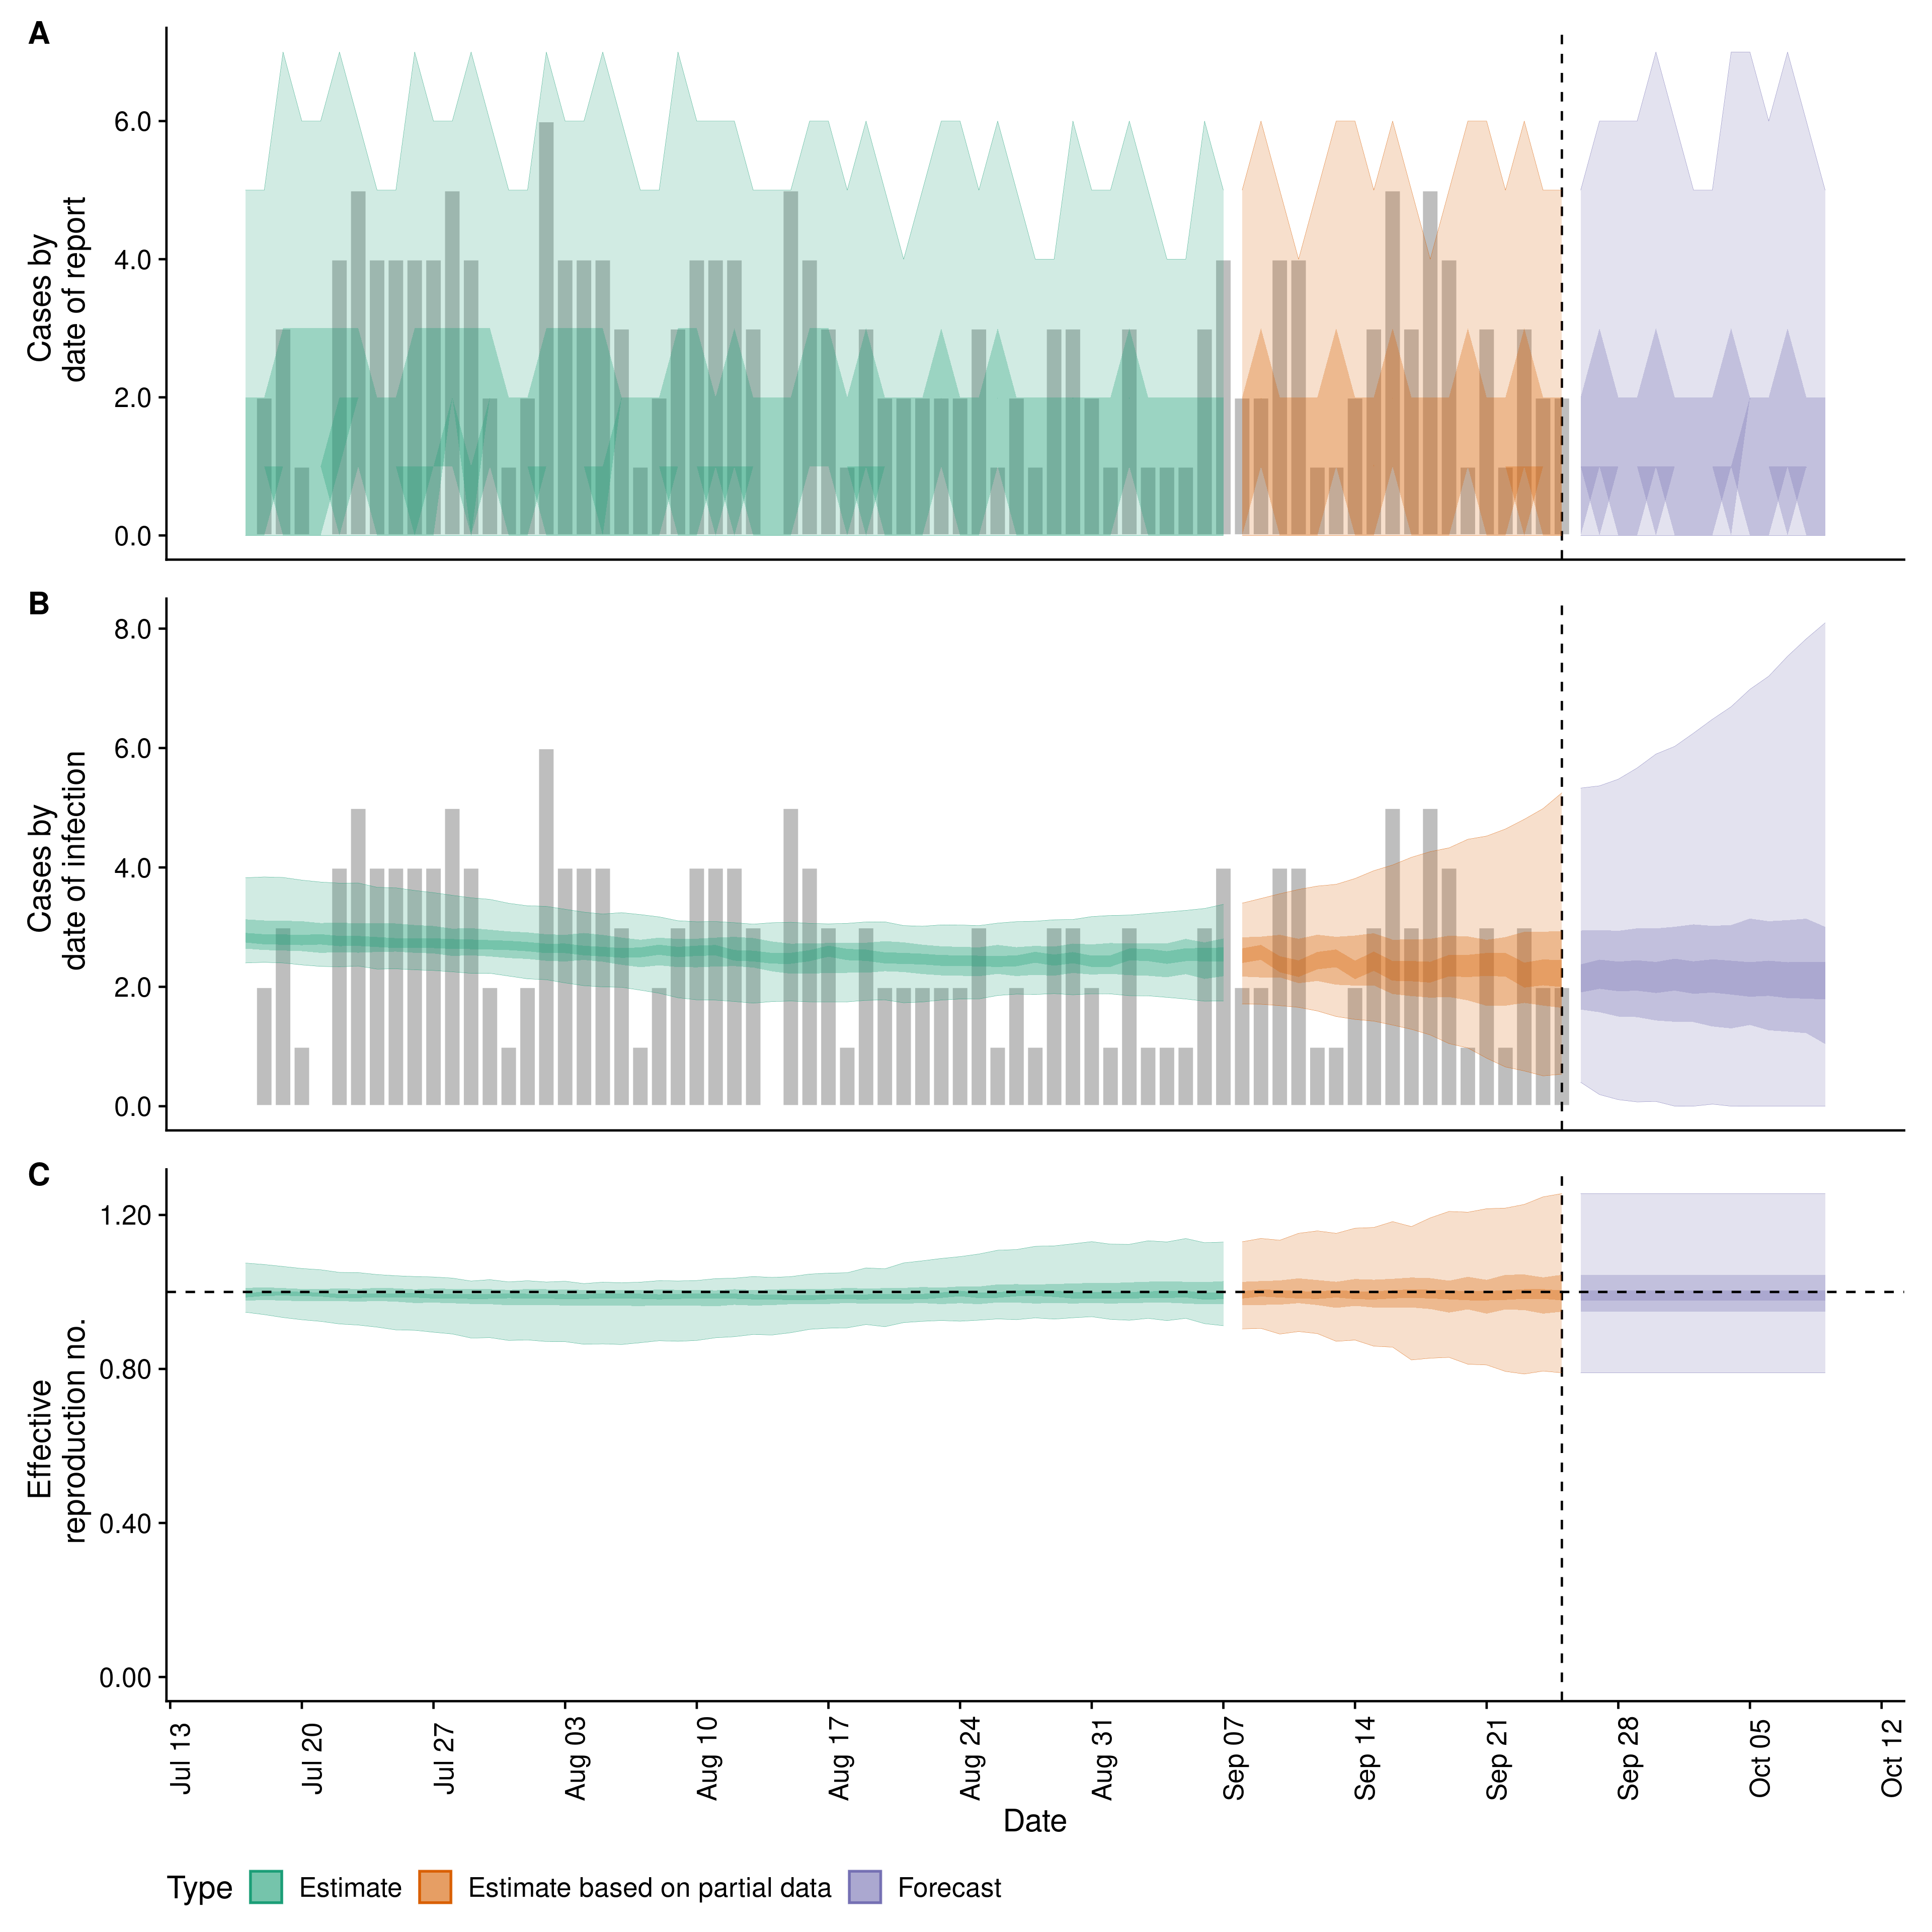 A
Cases by
date of report
6.0
4.0
2.0
0.0
B
Cases by
date of infection
8.0
6.0
4.0
2.0
0.0
C
Effective
reproduction no.
1.20
0.80
0.40
0.00
Jul 13
Jul 20
Jul 27
Aug 03
Aug 10
Aug 17
Aug 24
Aug 31
Sep 07
Sep 14
Sep 21
Sep 28
Oct 05
Oct 12
Date
Type Estimate Estimate based on partial data Forecast